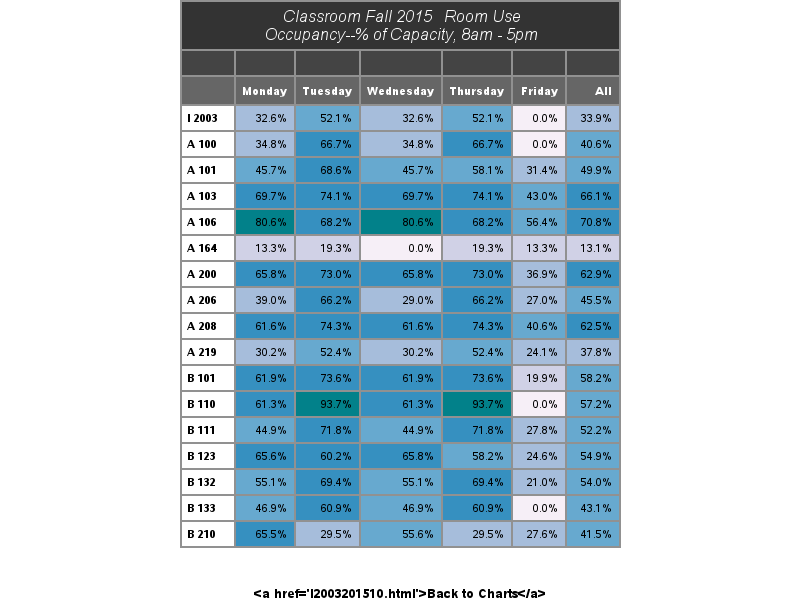 Classroom Fall 2015 Room Use
Occupancy--% of Capacity, 8am - 5pm
Monday Tuesday Wednesday Thursday Friday All
I 2003 32.6% 52.1% 32.6% 52.1% 0.0% 33.9%
A 100 34.8% 66.7% 34.8% 66.7% 0.0% 40.6%
A 101 45.7% 68.6% 45.7% 58.1% 31.4% 49.9%
A 103 69.7% 74.1% 69.7% 74.1% 43.0% 66.1%
A 106 80.6% 68.2% 80.6% 68.2% 56.4% 70.8%
A 164 13.3% 19.3% 0.0% 19.3% 13.3% 13.1%
A 200 65.8% 73.0% 65.8% 73.0% 36.9% 62.9%
A 206 39.0% 66.2% 29.0% 66.2% 27.0% 45.5%
A 208 61.6% 74.3% 61.6% 74.3% 40.6% 62.5%
A 219 30.2% 52.4% 30.2% 52.4% 24.1% 37.8%
B 101 61.9% 73.6% 61.9% 73.6% 19.9% 58.2%
B 110 61.3% 93.7% 61.3% 93.7% 0.0% 57.2%
B 111 44.9% 71.8% 44.9% 71.8% 27.8% 52.2%
B 123 65.6% 60.2% 65.8% 58.2% 24.6% 54.9%
B 132 55.1% 69.4% 55.1% 69.4% 21.0% 54.0%
B 133 46.9% 60.9% 46.9% 60.9% 0.0% 43.1%
B 210 65.5% 29.5% 55.6% 29.5% 27.6% 41.5%
<a href='I2003201510.html'>Back to Charts</a>